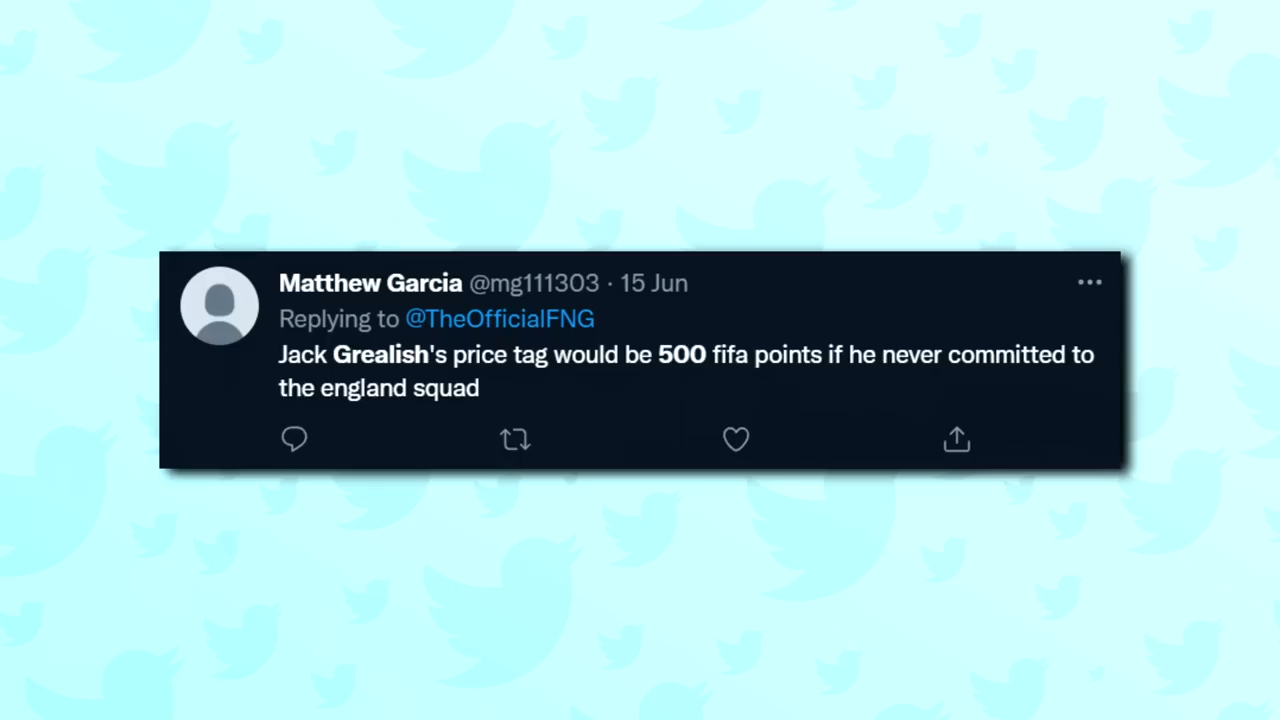 Matthew Garcia @mg111303 · 15 Jun
Replying to @TheOfficialFNG
Jack Grealish's price tag would be 500 fifa points if he never committed to
the england squad